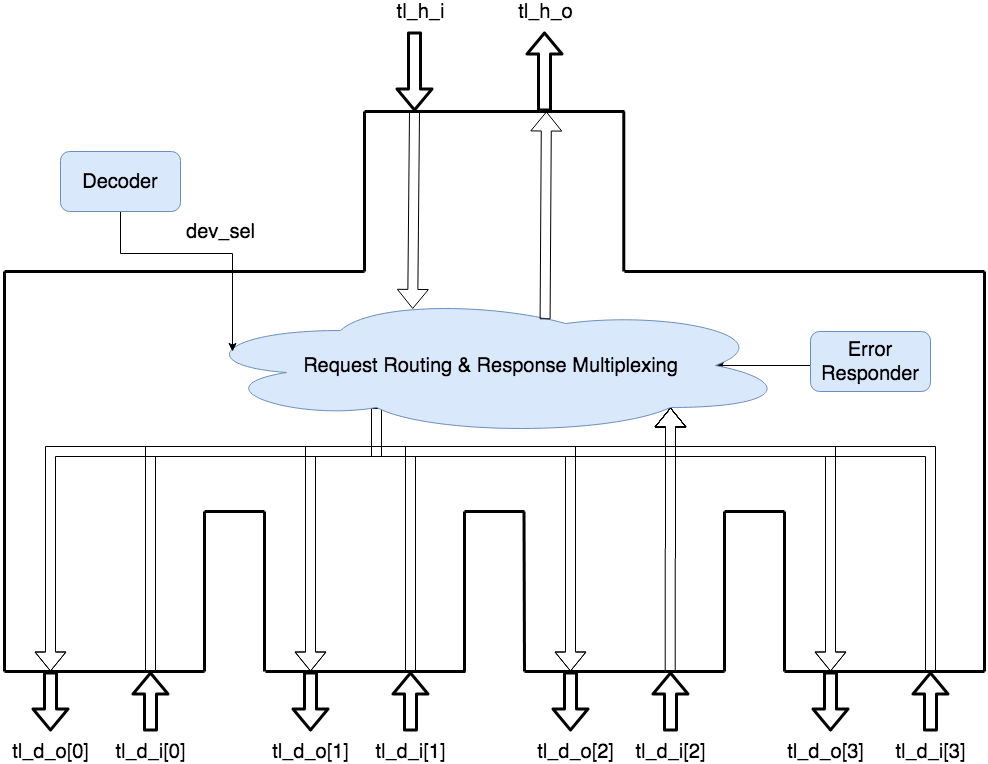 tl_h_i
tl_h_o
Decoder
dev_sel
Request Routing & Response Multiplexing
Error
Responder
tl_d_o[0]
tl_d_i[0]
tl_d_o[1]
tl_d_i[1]
tl_d_o[2]
tl_d_i[2]
tl_d_o[3]
tl_d_i[3]